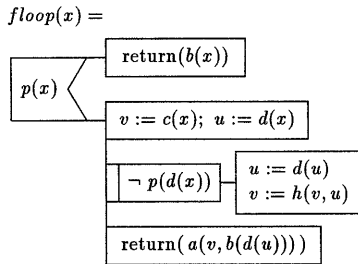 floop(x) =
return(b(x))
p(x)
v := c(x); u := d(x)
¬ p(d(x))
u := d(u)
v := h(v, u)
return( a(v, b(d(u))))